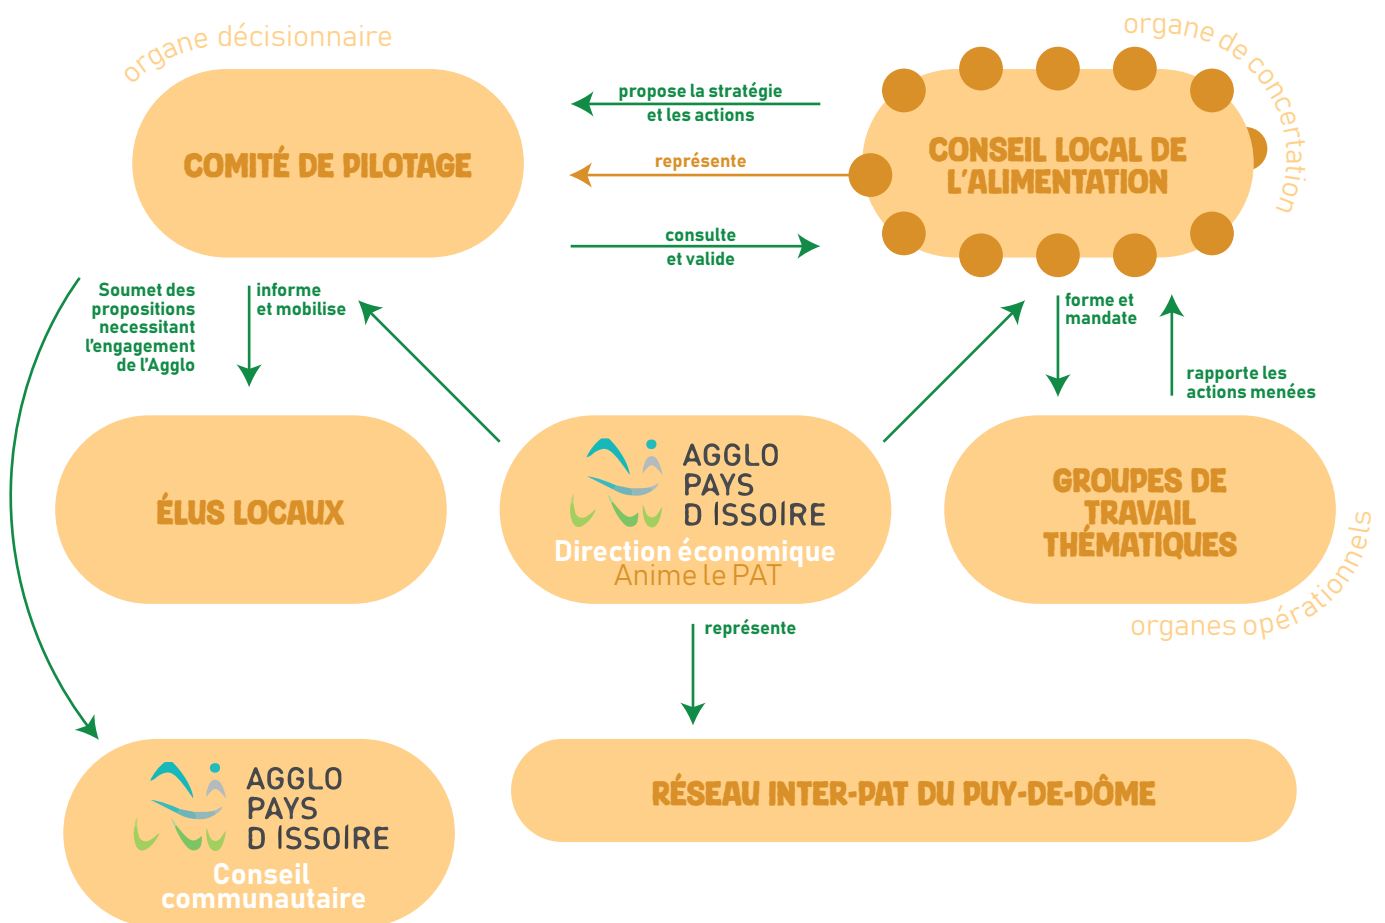 organe décisionnaire
COMITÉ DE PILOTAGE
propose la stratégie
et les actions
représente
consulte
et valide
organe de concertation
CONSEIL LOCAL DE
L'ALIMENTATION
Soumet des
propositions
necessitant
l'engagement
de l'Agglo
informe
et mobilise
forme et
mandate
rapporte les
actions menées
ÉLUS LOCAUX
AGGLO
PAYS
D ISSOIRE
Direction économique
Anime le PAT
GROUPES DE
TRAVAIL
THÉMATIQUES
organes opérationnels
représente
AGGLO
PAYS
D ISSOIRE
Conseil
communautaire
RÉSEAU INTER-PAT DU PUY-DE-DÔME